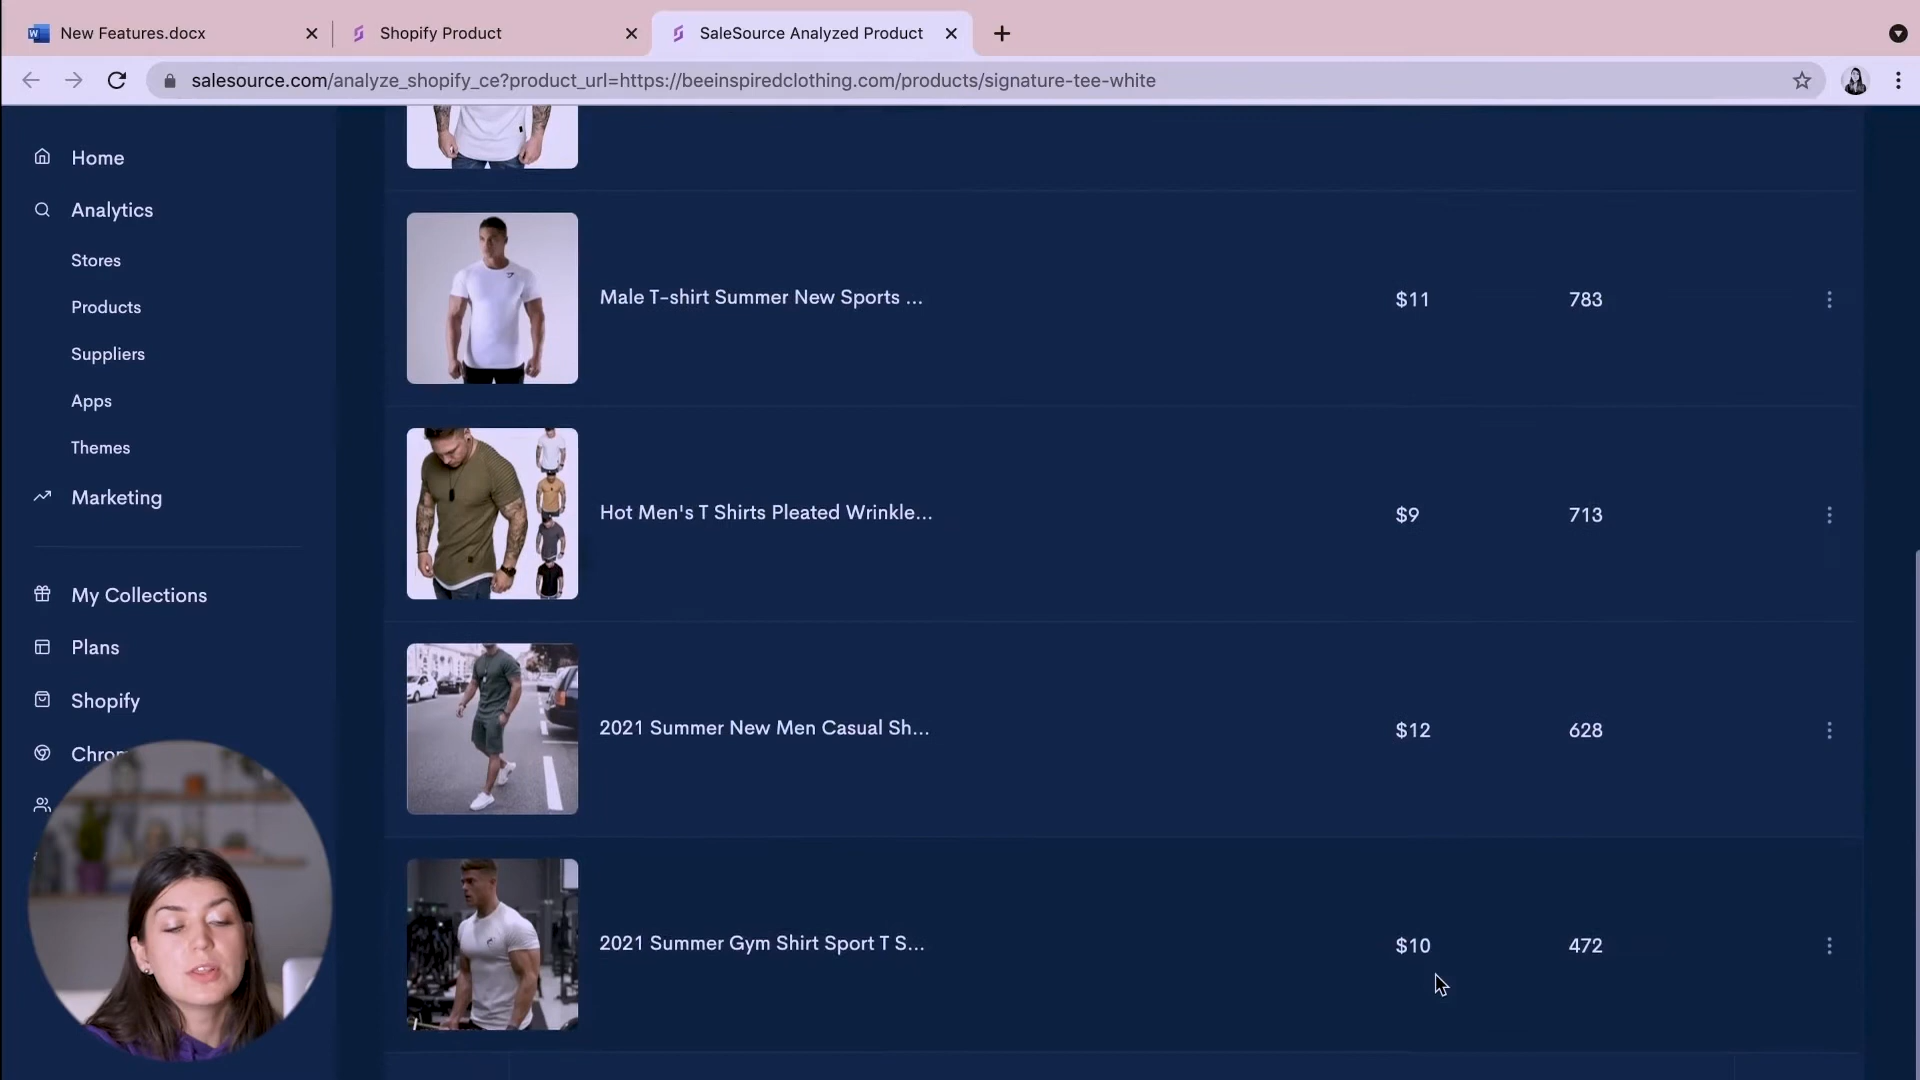 New Features.docx
Shopify Product
SaleSource Analyzed Product
salesource.com/analyze_shopify_ce?product_url=https://beeinspiredclothing.com/products/signature-tee-white
Home
Analytics
Stores
Products
Suppliers
Apps
Themes
Marketing
My Collections
Plans
Shopify
Chro
Male T-shirt Summer New Sports ...
$11
783
Hot Men's T Shirts Pleated Wrinkle...
$9
713
2021 Summer New Men Casual Sh...
$12
628
2021 Summer Gym Shirt Sport T S...
$10
472